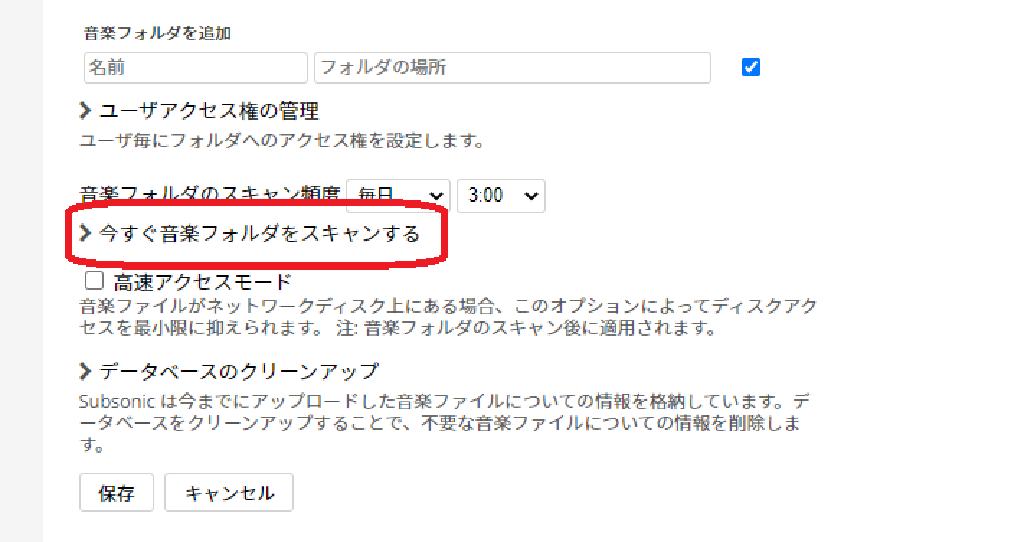 音楽フォルダを追加
名前 フォルダの場所
ユーザアクセス権の管理
ユーザ毎にフォルダへのアクセス権を設定します。
音楽フォルダのスキャン頻度 毎日 3:00
今すぐ音楽フォルダをスキャンする
高速アクセスモード
音楽ファイルがネットワークディスク上にある場合、このオプションによってディスクアク
セスを最小限に抑えられます。 注: 音楽フォルダのスキャン後に適用されます。
データベースのクリーンアップ
Subsonic は今までにアップロードした音楽ファイルについての情報を格納しています。デ
ータベースをクリーンアップすることで、不要な音楽ファイルについての情報を削除しま
す。
保存 キャンセル